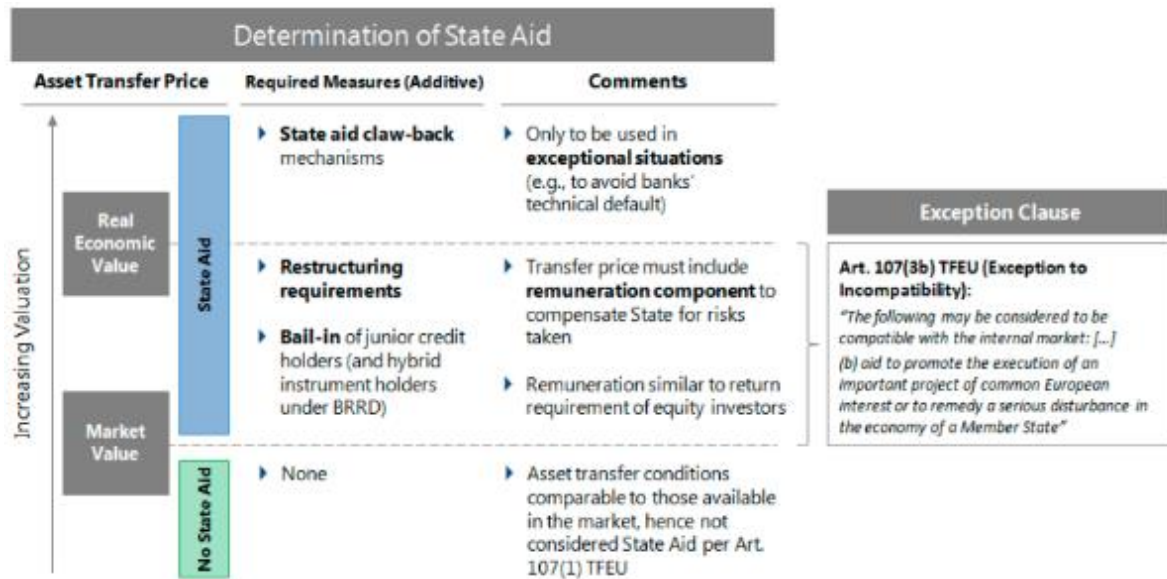 Determination of State Aid
Asset Transfer Price
Required Measures (Additive)
Comments
Increasing Valuation
Real
Economic
Value
Market
Value
State Aid
No State Aid
State aid claw-back
mechanisms
Only to be used in
exceptional situations
(e.g., to avoid banks'
technical default)
Restructuring
requirements
Bail-in of junior credit
holders (and hybrid
instrument holders
under BRRD)
Transfer price must include
remuneration component to
compensate State for risks
taken
Remuneration similar to return
requirement of equity investors
None
Asset transfer conditions
comparable to those available
in the market, hence not
considered State Aid per Art.
107(1) TFEU
Exception Clause
Art. 107(3b) TFEU (Exception to
Incompatibility):
"The following may be considered to be
compatible with the internal market: [...]
(b) aid to promote the execution of an
important project of common European
interest or to remedy a serious disturbance in
the economy of a Member State"